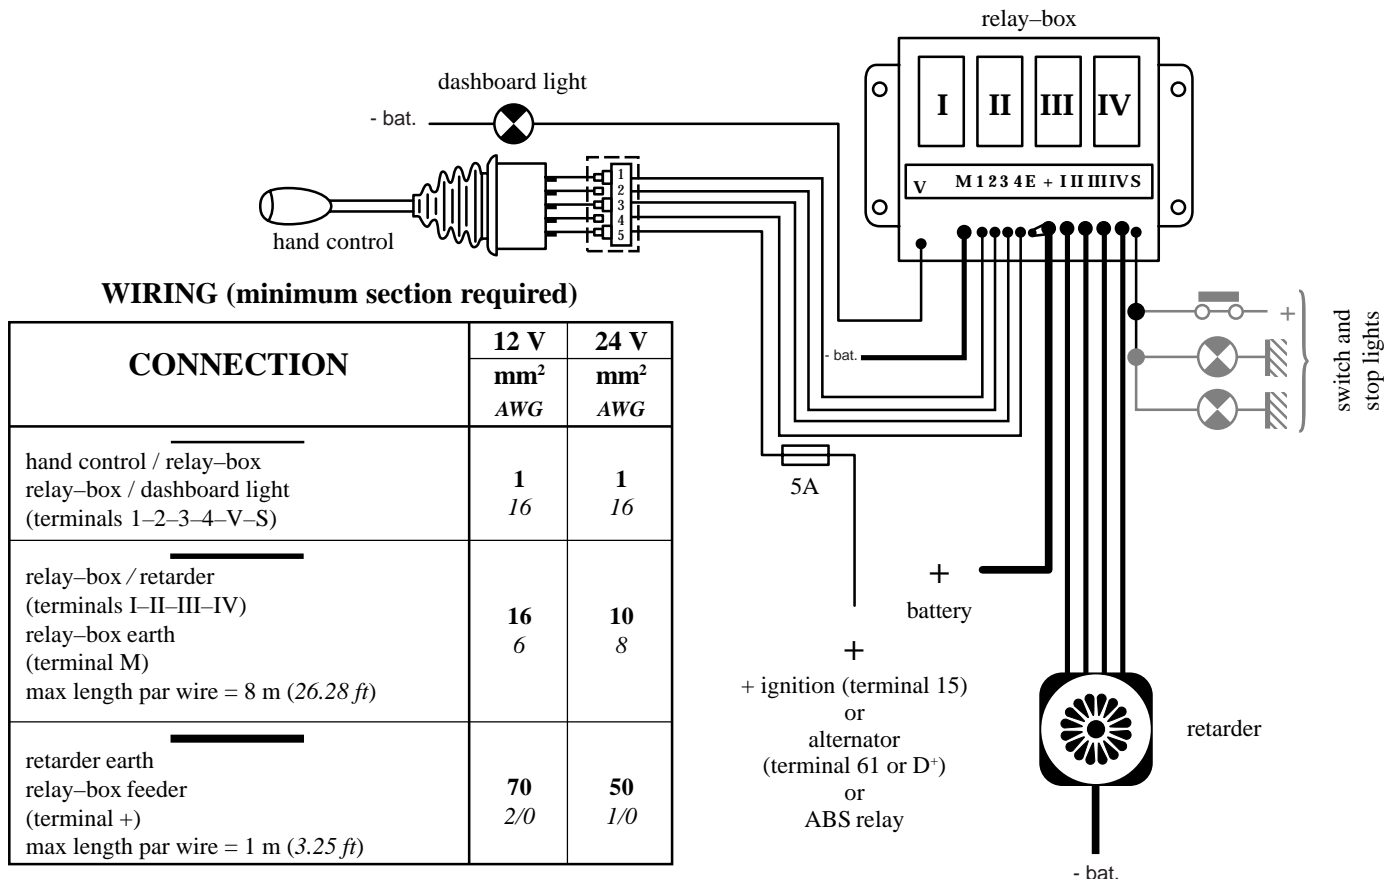 relay–box
dashboard light
- bat.
I II III IV
V M 1 2 3 4 E + I II III IV S
1
2
3
4
5
hand control
- bat.
+
switch and
stop lights
5A
+
battery
+
+ ignition (terminal 15)
or
alternator
(terminal 61 or D+)
or
ABS relay
retarder
- bat.
WIRING (minimum section required)
CONNECTION
12 V 24 V
mm² mm²
AWG AWG
hand control / relay–box
relay–box / dashboard light
(terminals 1–2–3–4–V–S)
1 1
16 16
relay–box / retarder
(terminals I–II–III–IV)
relay–box earth
(terminal M)
max length par wire = 8 m (26.28 ft)
16 10
6 8
retarder earth
relay–box feeder
(terminal +)
max length par wire = 1 m (3.25 ft)
70 50
2/0 1/0